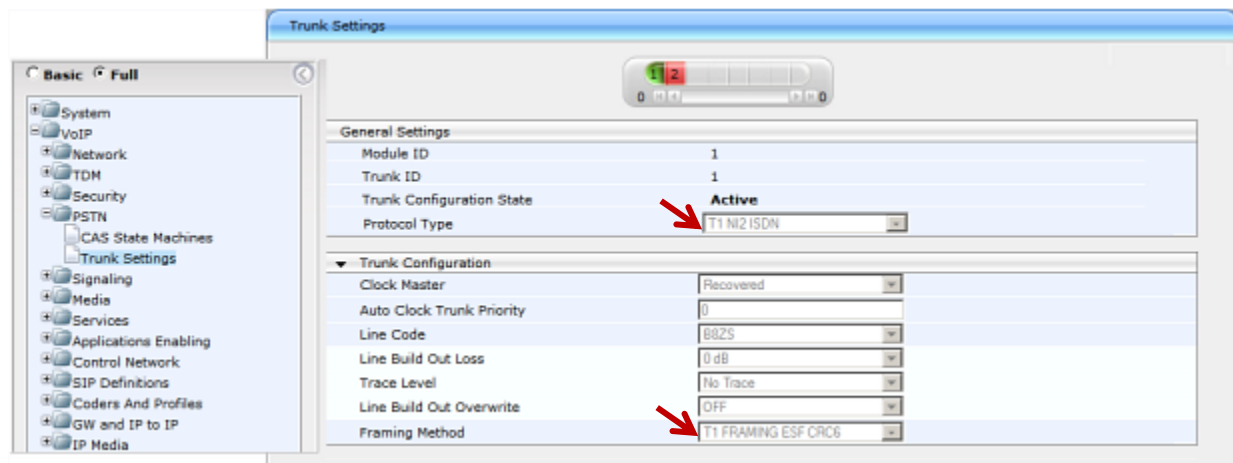 Trunk Settings
Basic Full
1 2
0 0
System
VoIP
Network
TDM
Security
PSTN
CAS State Machines
Trunk Settings
Signaling
Media
Services
Applications Enabling
Control Network
SIP Definitions
Coders And Profiles
GW and IP to IP
IP Media
General Settings
Module ID 1
Trunk ID 1
Trunk Configuration State Active
Protocol Type T1 NI2 ISDN
Trunk Configuration
Clock Master Recovered
Auto Clock Trunk Priority 0
Line Code B8ZS
Line Build Out Loss 0 dB
Trace Level No Trace
Line Build Out Overwrite OFF
Framing Method T1 FRAMING ESF CRC6